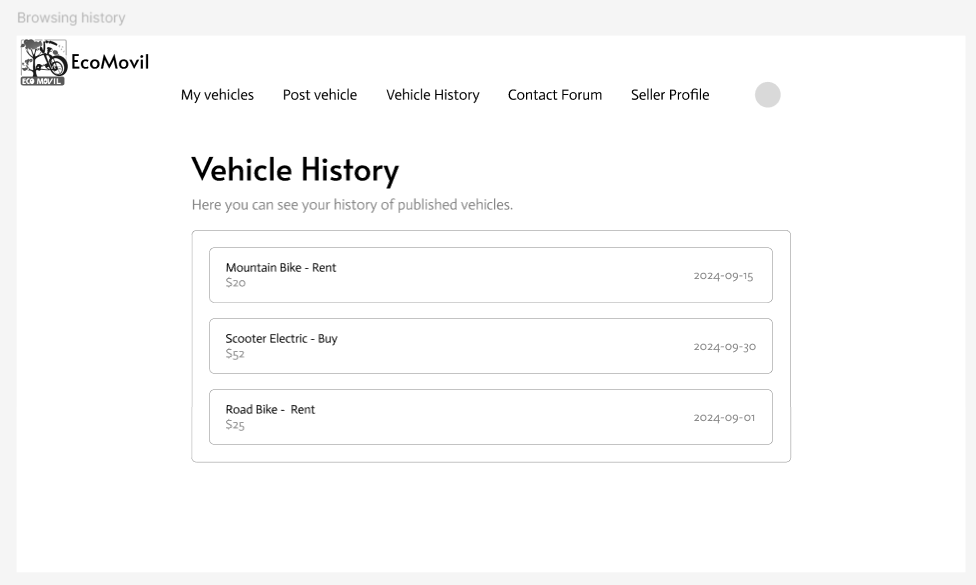 Browsing history
ECO MOVIL
EcoMovil
My vehicles Post vehicle Vehicle History Contact Forum Seller Profile
Vehicle History
Here you can see your history of published vehicles.
Mountain Bike - Rent
$20
2024-09-15
Scooter Electric - Buy
$52
2024-09-30
Road Bike - Rent
$25
2024-09-01